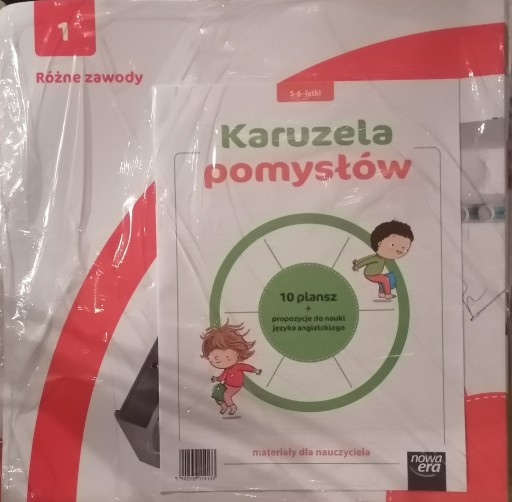 1
Różne zawody
5-6-latki
Karuzela
pomysłów
10 plansz
+
propozycje do nauki
języka angielskiego
materiały dla nauczyciela
nowa
era